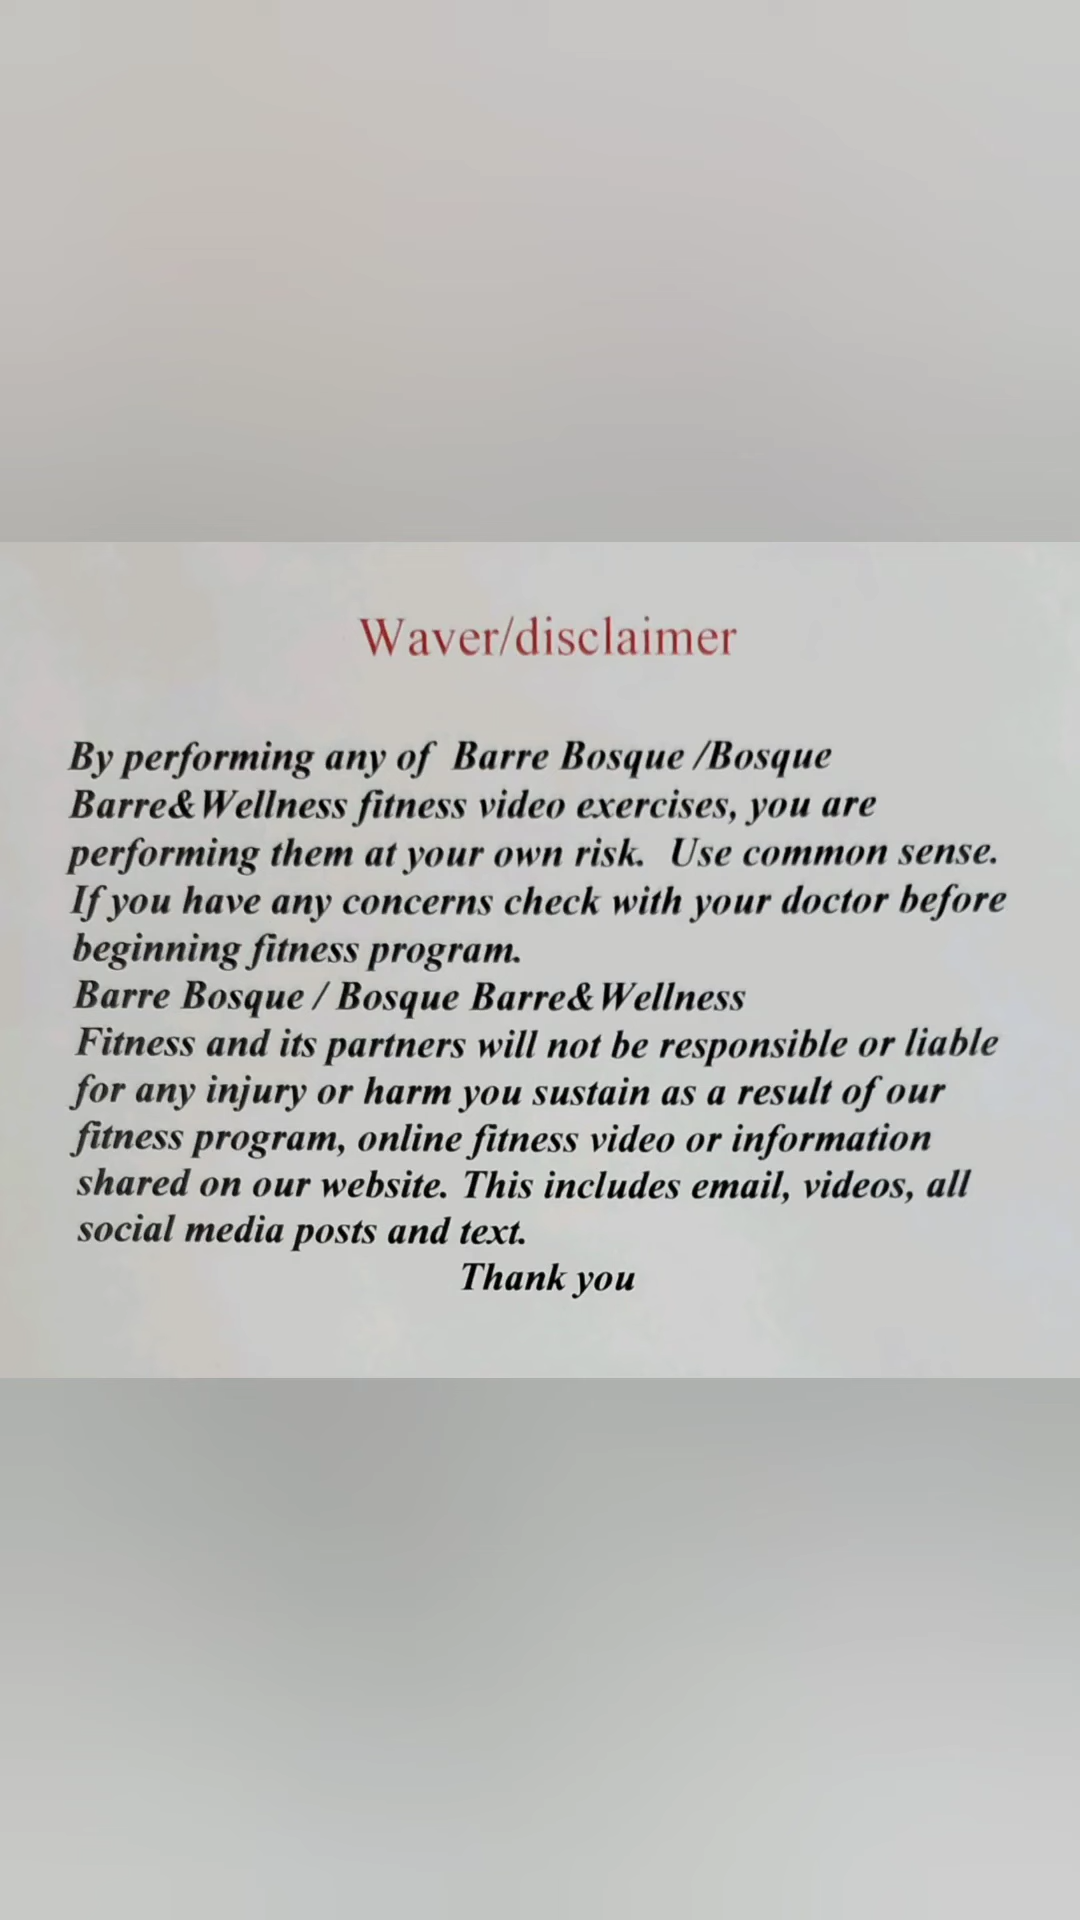 Waver/disclaimer
By performing any of Barre Bosque /Bosque
Barre&Wellness fitness video exercises, you are
performing them at your own risk. Use common sense.
If you have any concerns check with your doctor before
beginning fitness program.
Barre Bosque / Bosque Barre&Wellness
Fitness and its partners will not be responsible or liable
for any injury or harm you sustain as a result of our
fitness program, online fitness video or information
shared on our website. This includes email, videos, all
social media posts and text.
Thank you